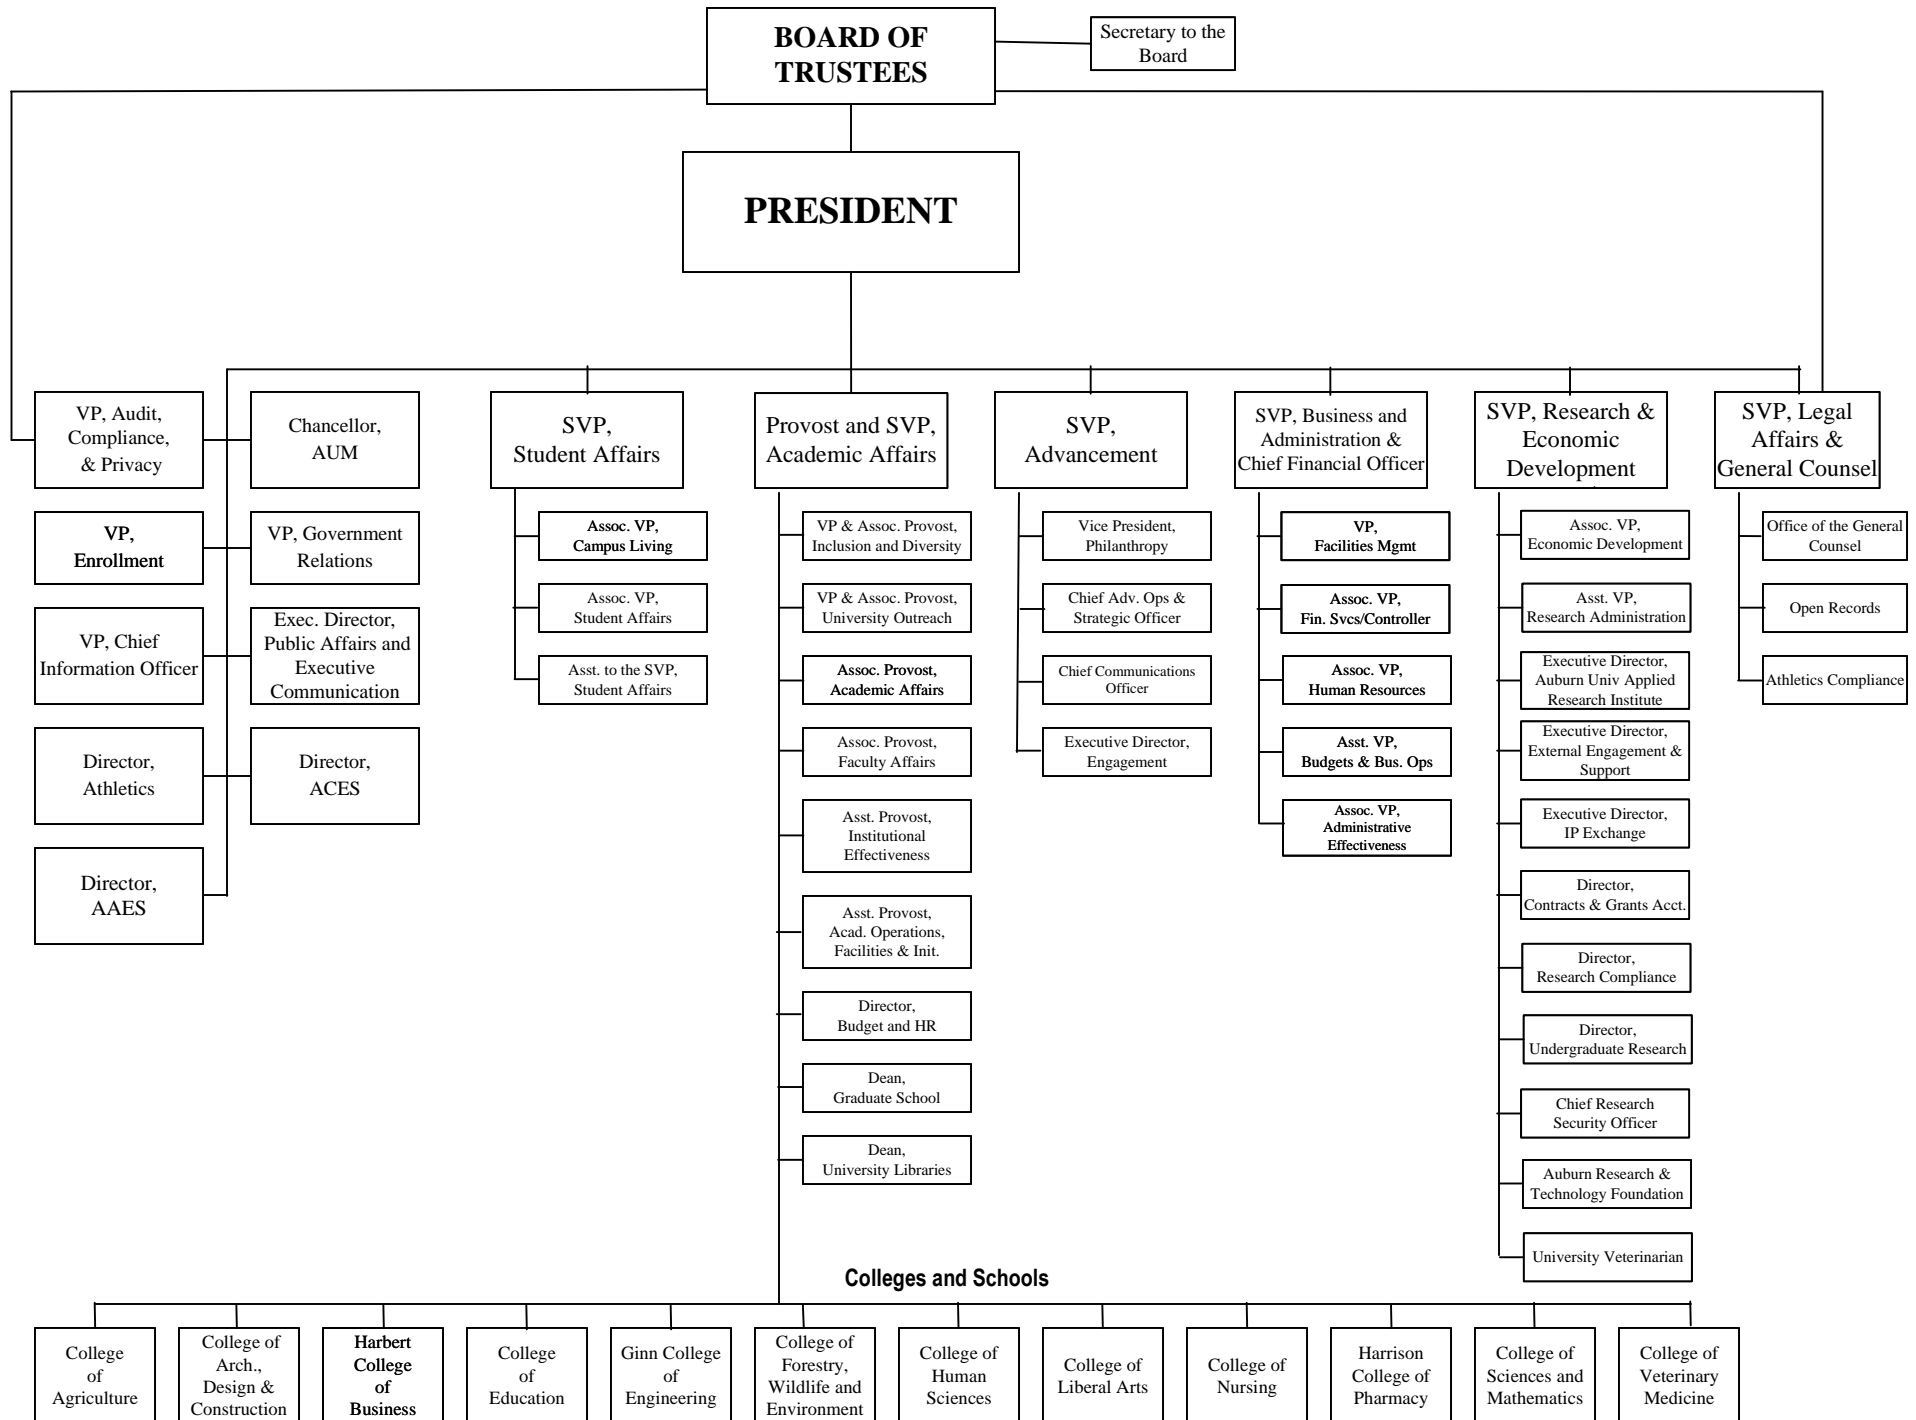 BOARD OF
TRUSTEES
Secretary to the
Board
PRESIDENT
VP, Audit,
Compliance,
& Privacy
Chancellor,
AUM
VP,
Enrollment
VP, Government
Relations
VP, Chief
Information Officer
Exec. Director,
Public Affairs and
Executive
Communication
Director,
Athletics
Director,
ACES
Director,
AAES
SVP,
Student Affairs
Assoc. VP,
Campus Living
Assoc. VP,
Student Affairs
Asst. to the SVP,
Student Affairs
Provost and SVP,
Academic Affairs
VP & Assoc. Provost,
Inclusion and Diversity
VP & Assoc. Provost,
University Outreach
Assoc. Provost,
Academic Affairs
Assoc. Provost,
Faculty Affairs
Asst. Provost,
Institutional
Effectiveness
Asst. Provost,
Acad. Operations,
Facilities & Init.
Director,
Budget and HR
Dean,
Graduate School
Dean,
University Libraries
SVP,
Advancement
Vice President,
Philanthropy
Chief Adv. Ops &
Strategic Officer
Chief Communications
Officer
Executive Director,
Engagement
SVP, Business and
Administration &
Chief Financial Officer
VP,
Facilities Mgmt
Assoc. VP,
Fin. Svcs/Controller
Assoc. VP,
Human Resources
Asst. VP,
Budgets & Bus. Ops
Assoc. VP,
Administrative
Effectiveness
SVP, Research &
Economic
Development
Assoc. VP,
Economic Development
Asst. VP,
Research Administration
Executive Director,
Auburn Univ Applied
Research Institute
Executive Director,
External Engagement &
Support
Executive Director,
IP Exchange
Director,
Contracts & Grants Acct.
Director,
Research Compliance
Director,
Undergraduate Research
Chief Research
Security Officer
Auburn Research &
Technology Foundation
University Veterinarian
SVP, Legal
Affairs &
General Counsel
Office of the General
Counsel
Open Records
Athletics Compliance
Colleges and Schools
College
of
Agriculture
College of
Arch.,
Design &
Construction
Harbert
College
of
Business
College
of
Education
Ginn College
of
Engineering
College of
Forestry,
Wildlife and
Environment
College of
Human
Sciences
College of
Liberal Arts
College of
Nursing
Harrison
College of
Pharmacy
College of
Sciences and
Mathematics
College of
Veterinary
Medicine